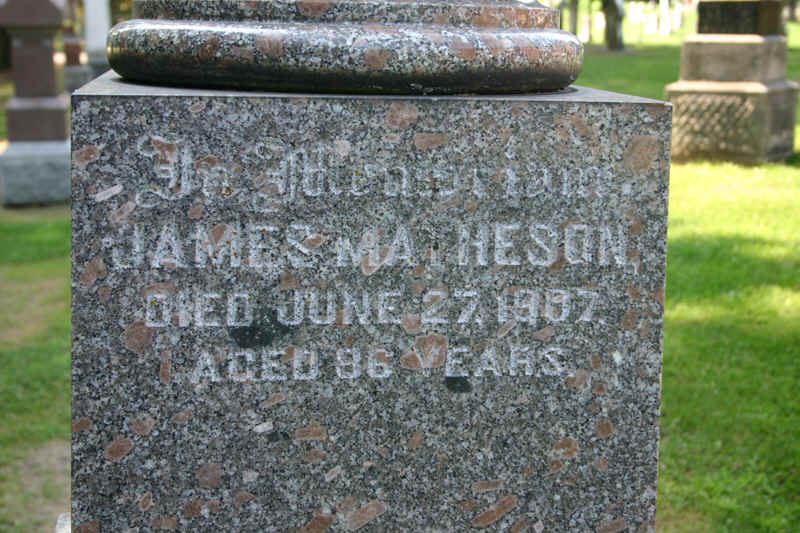 In Memoriam
JAMES MATHESON,
DIED JUNE 27, 1907.
AGED 86 YEARS.